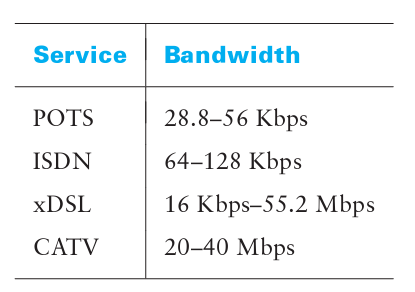 Service Bandwidth
POTS 28.8–56 Kbps
ISDN 64–128 Kbps
xDSL 16 Kbps–55.2 Mbps
CATV 20–40 Mbps